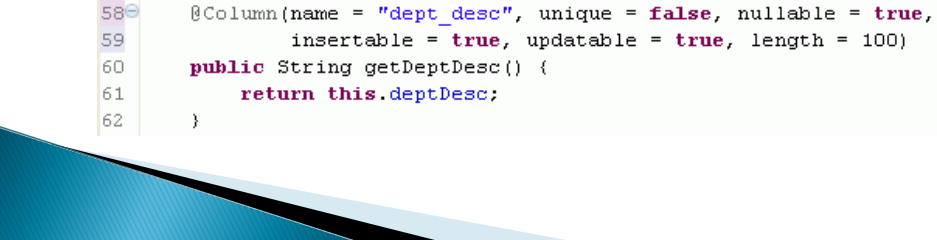 58 @Column(name = "dept_desc", unique = false, nullable = true,
59 insertable = true, updatable = true, length = 100)
60 public String getDeptDesc() {
61 return this.deptDesc;
62 }